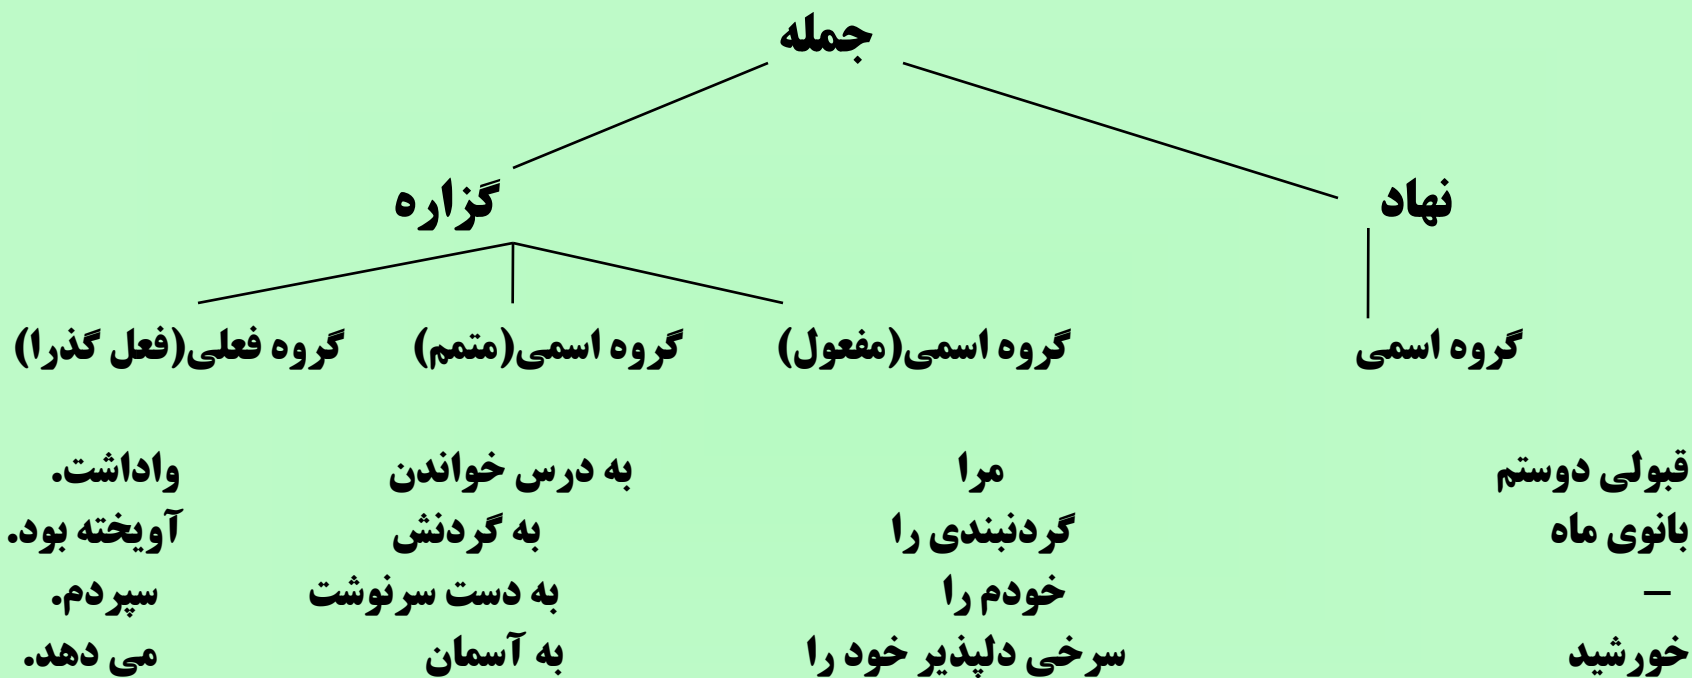 جمله
نهاد گزاره
گروه اسمی گروه اسمی(مفعول) گروه اسمی(متمم) گروه فعلی(فعل گذرا)
قبولی دوستم مرا به درس خواندن واداشت.
بانوی ماه گردنبندی را به گردنش آویخته بود.
– خودم را به دست سرنوشت سپردم.
خورشید سرخی دلپذیر خود را به آسمان می دهد.